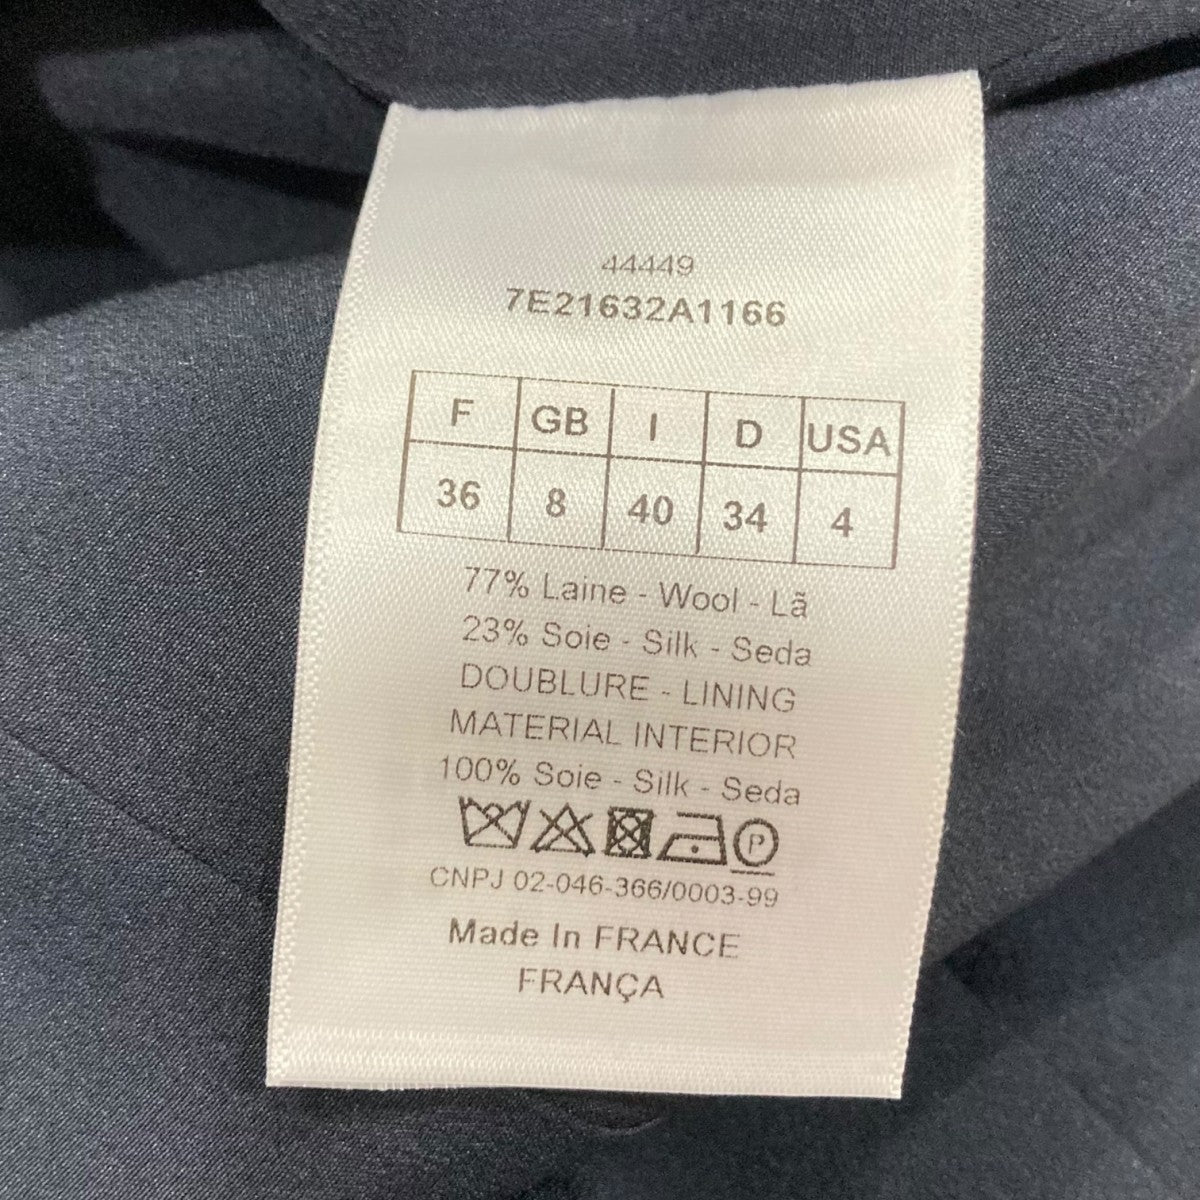 44449
7E21632A1166
F GB I D USA
36 8 40 34 4
77% Laine - Wool - Lã
23% Soie - Silk - Seda
DOUBLURE - LINING
MATERIAL INTERIOR
100% Soie - Silk - Seda
P
CNPJ 02-046-366/0003-99
Made In FRANCE
FRANÇA